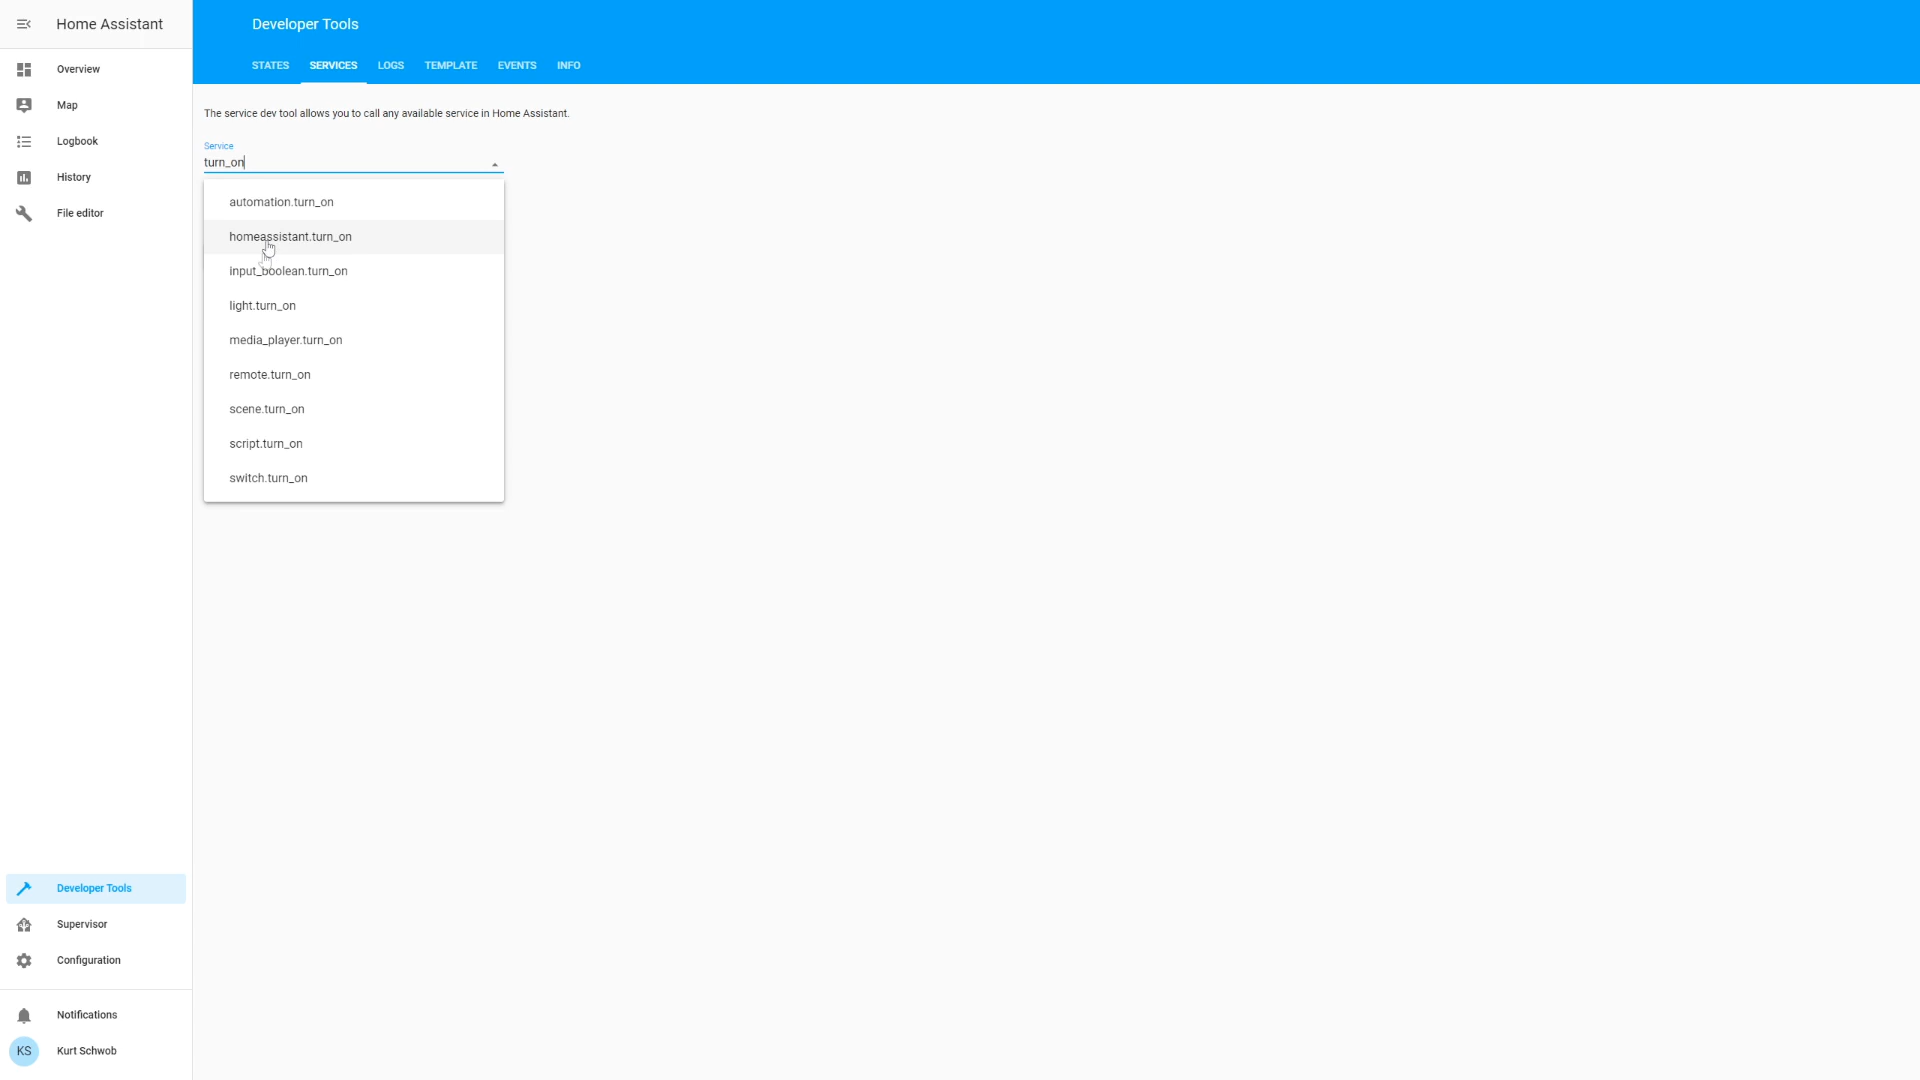 Home Assistant
Developer Tools
STATES SERVICES LOGS TEMPLATE EVENTS INFO
Overview
Map
Logbook
History
File editor
The service dev tool allows you to call any available service in Home Assistant.
Service
turn_on
automation.turn_on
homeassistant.turn_on
input_boolean.turn_on
light.turn_on
media_player.turn_on
remote.turn_on
scene.turn_on
script.turn_on
switch.turn_on
Developer Tools
Supervisor
Configuration
Notifications
KS Kurt Schwob